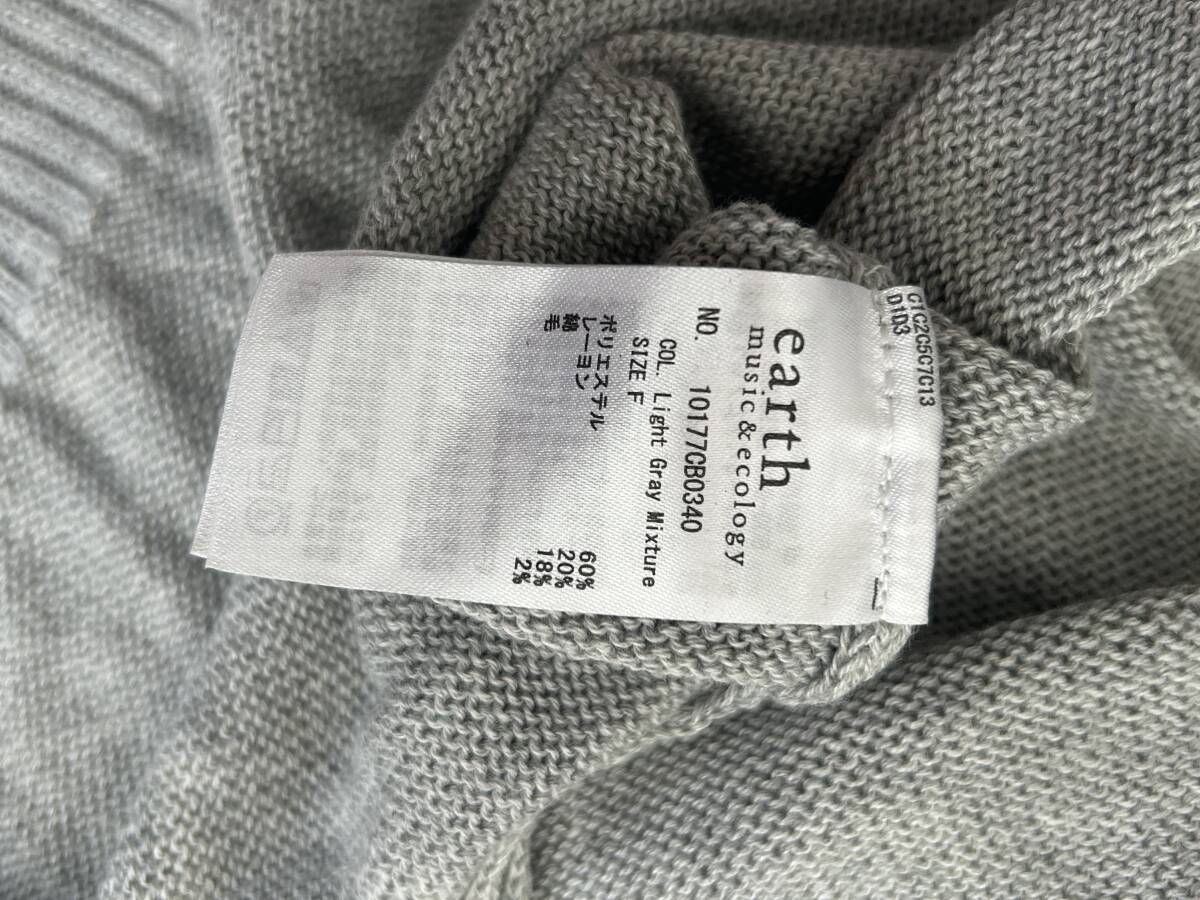 C1C2C5C7C13
D1D3
earth
music&ecology
NO. 10177CB0340
COL. Light Gray Mixture
SIZE F
ポリエステル 60%
レーヨン 20%
綿 18%
毛 2%